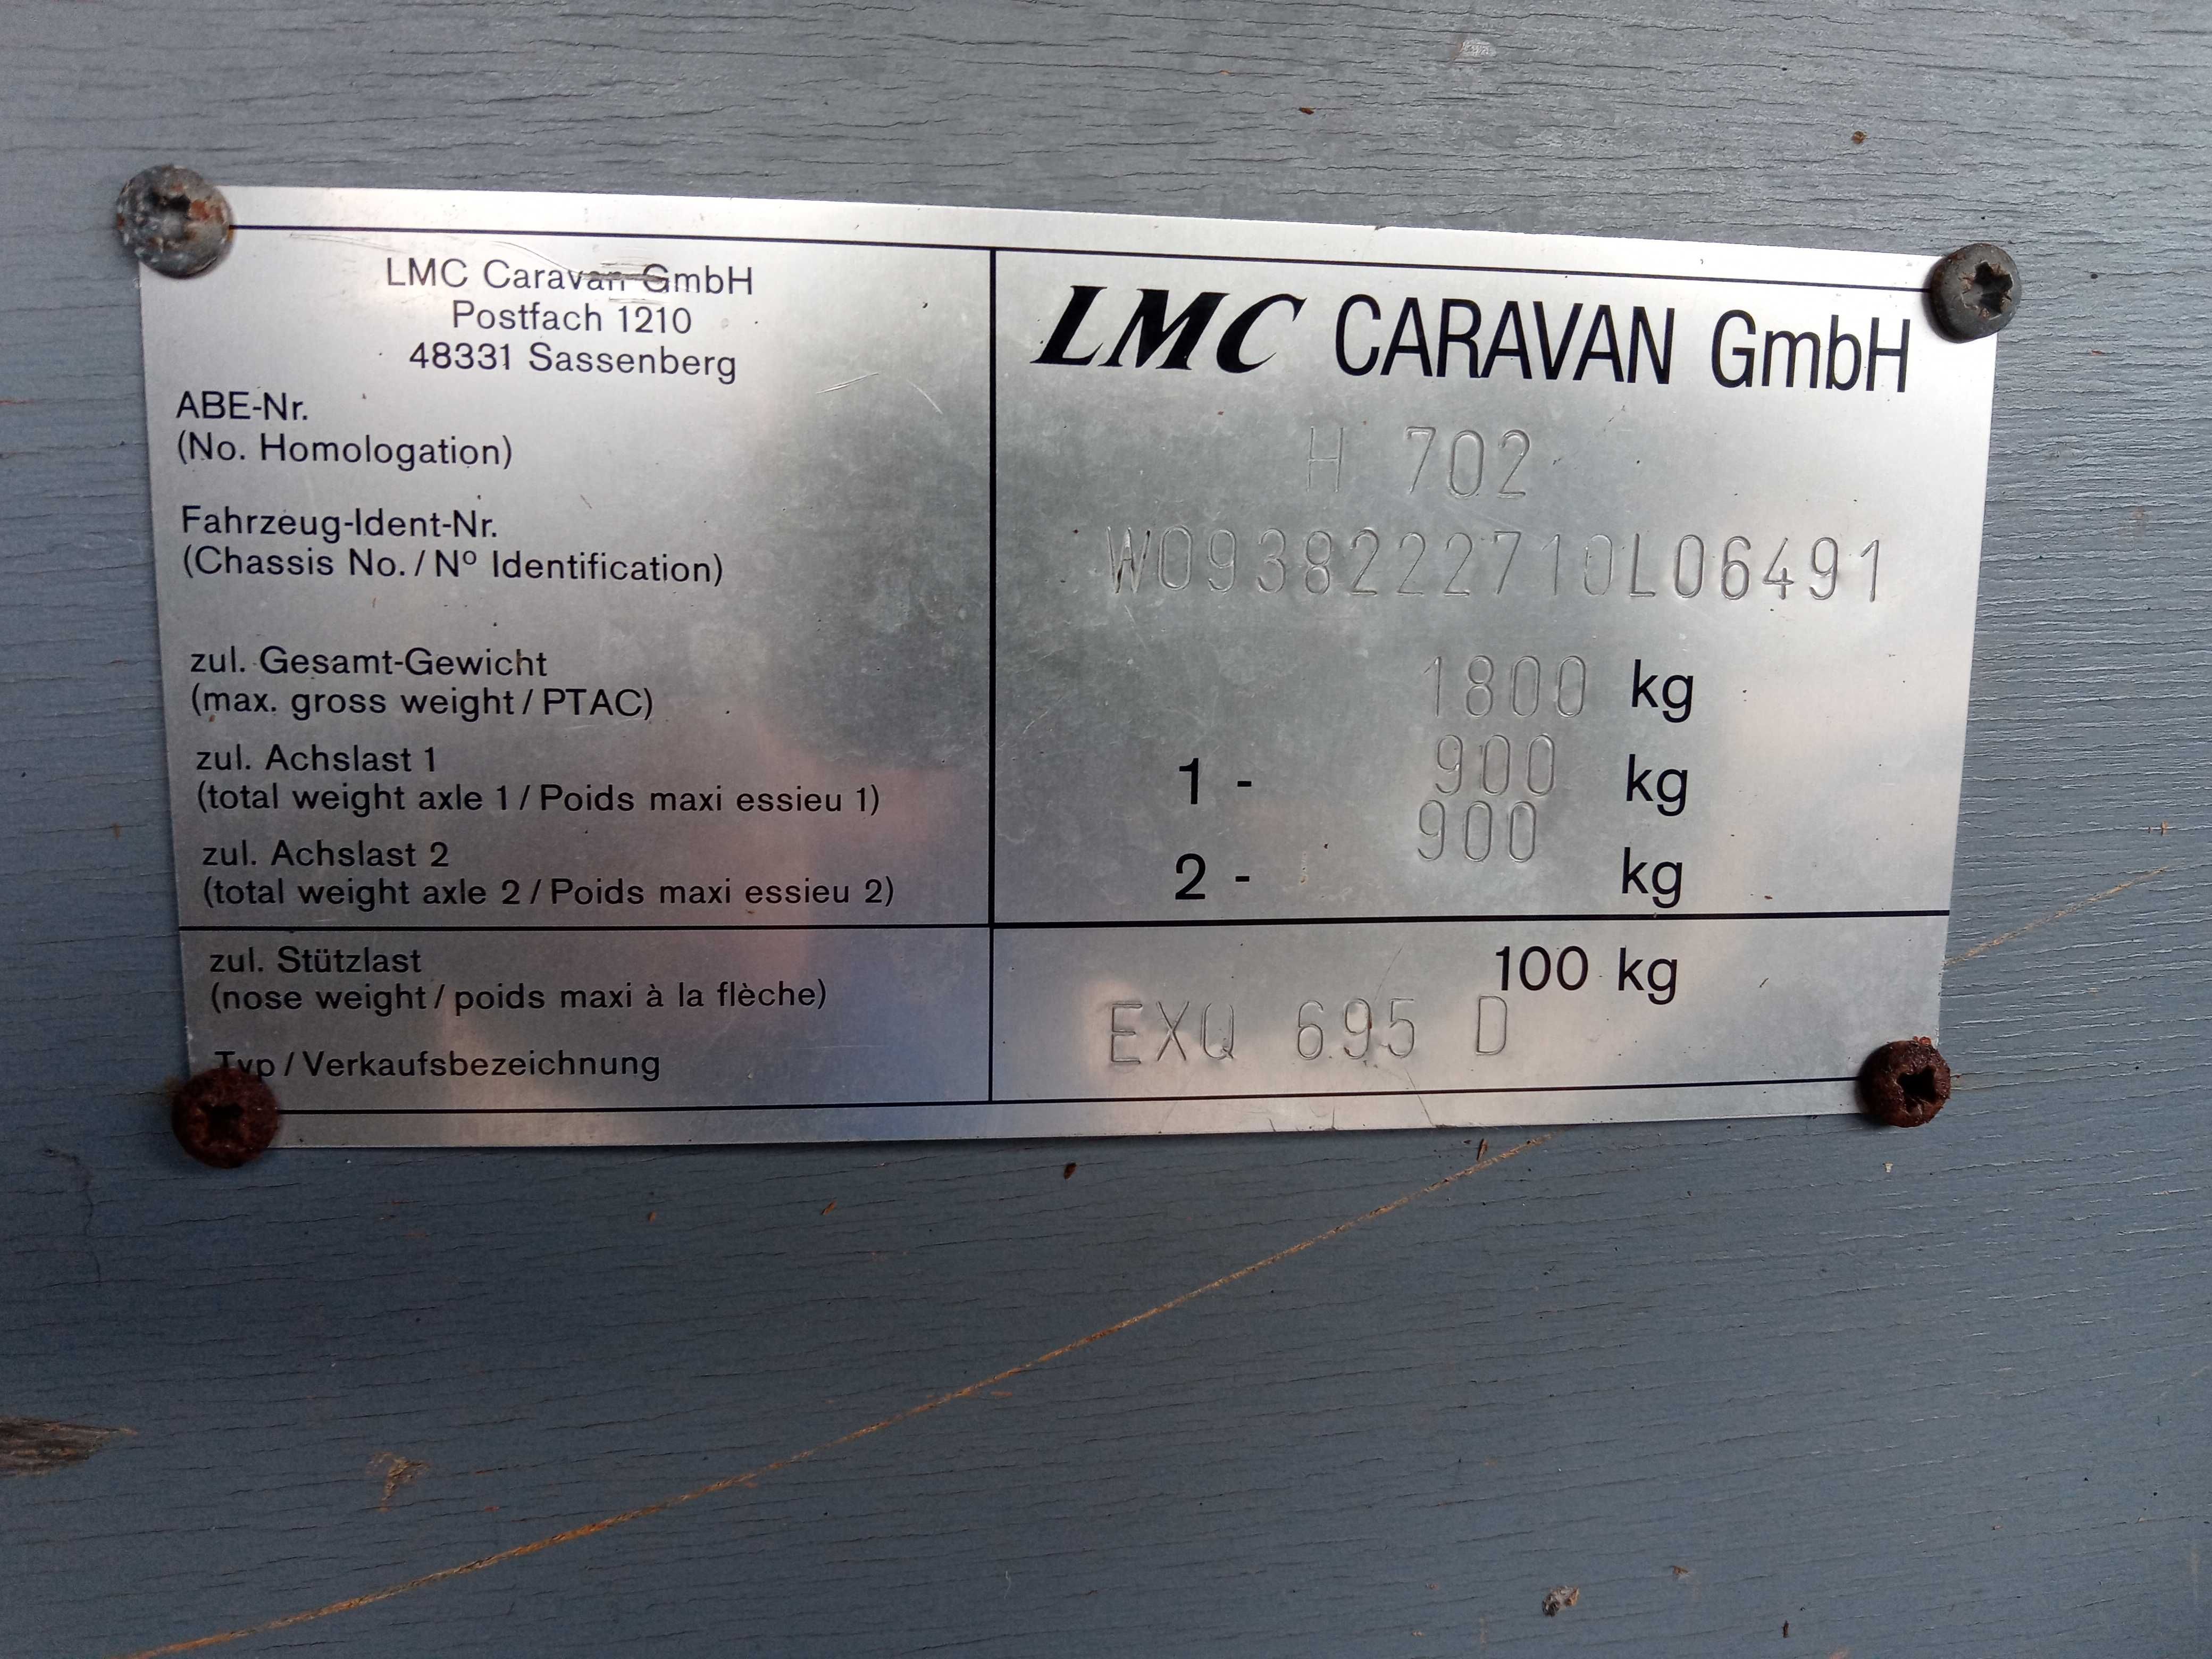 LMC Caravan GmbH
Postfach 1210
48331 Sassenberg
LMC CARAVAN GmbH
ABE-Nr.
(No. Homologation)
H 702
Fahrzeug-Ident-Nr.
(Chassis No. / Nº Identification)
W0938222710L06491
zul. Gesamt-Gewicht
(max. gross weight / PTAC)
1800 kg
zul. Achslast 1
(total weight axle 1 / Poids maxi essieu 1)
1 - 900 kg
zul. Achslast 2
(total weight axle 2 / Poids maxi essieu 2)
2 - 900 kg
zul. Stützlast
(nose weight / poids maxi à la flèche)
100 kg
Typ / Verkaufsbezeichnung
EXQ 695 D